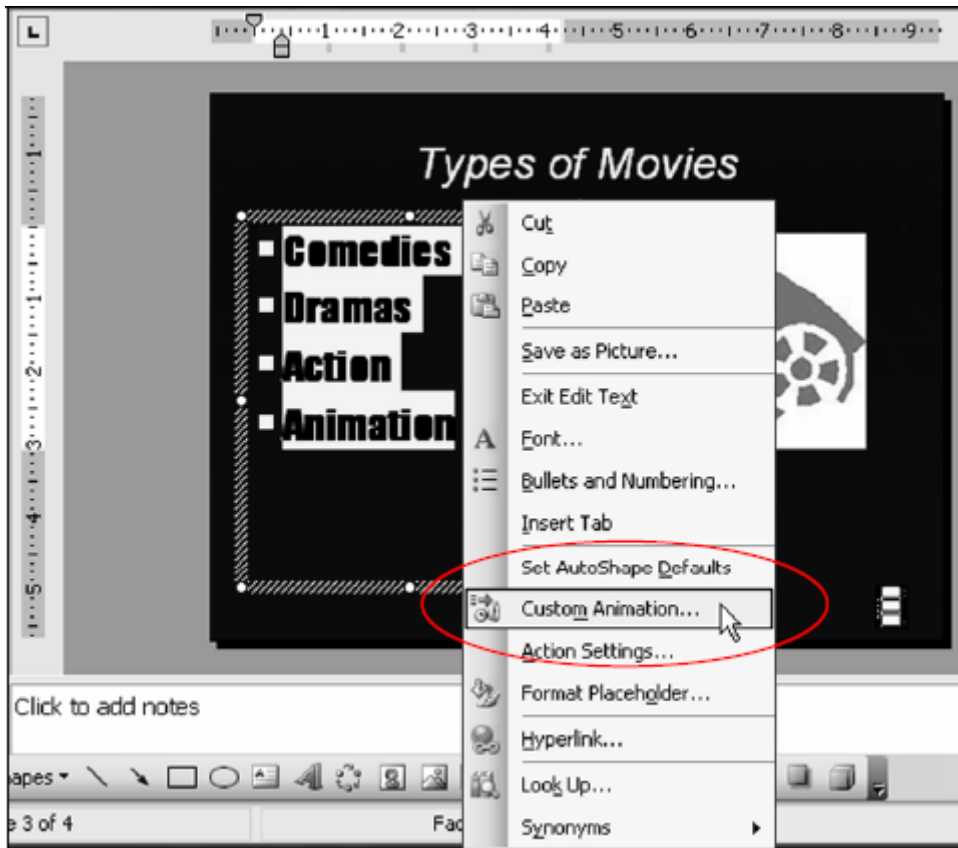 L
1 2 3 4 5 6 7 8 9
Types of Movies
Comedies
Dramas
Action
Animation
Cut
Copy
Paste
Save as Picture...
Exit Edit Text
A Font...
Bullets and Numbering...
Insert Tab
Set AutoShape Defaults
Custom Animation...
Action Settings...
Format Placeholder...
Hyperlink...
Look Up...
Synonyms
1 1 2 3 4 5
Click to add notes
apes
e 3 of 4
Fac